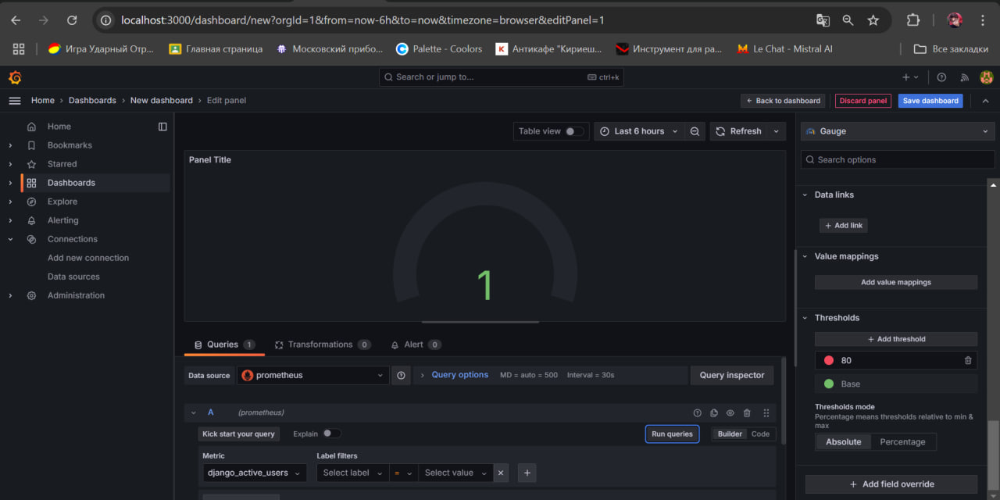 localhost:3000/dashboard/new?orgId=1&from=now-6h&to=now&timezone=browser&editPanel=1
Игра Ударный Отр... Главная страница Московский прибо... Palette - Coolors Антикафе "Кириеш... Инструмент для ра... Le Chat - Mistral AI Все закладки
Search or jump to... ctrl+k
Home › Dashboards › New dashboard › Edit panel Back to dashboard Discard panel Save dashboard
Home
Bookmarks
Starred
Dashboards
Explore
Alerting
Connections
Add new connection
Data sources
Administration
Table view Last 6 hours Refresh
Panel Title
1
Queries 1 Transformations 0 Alert 0
Data source prometheus Query options MD = auto = 500 Interval = 30s Query inspector
A (prometheus)
Kick start your query Explain Run queries Builder Code
Metric Label filters
django_active_users Select label = Select value
Gauge
Search options
Data links
+ Add link
Value mappings
Add value mappings
Thresholds
+ Add threshold
80
Base
Thresholds mode
Percentage means thresholds relative to min &
max
Absolute Percentage
+ Add field override